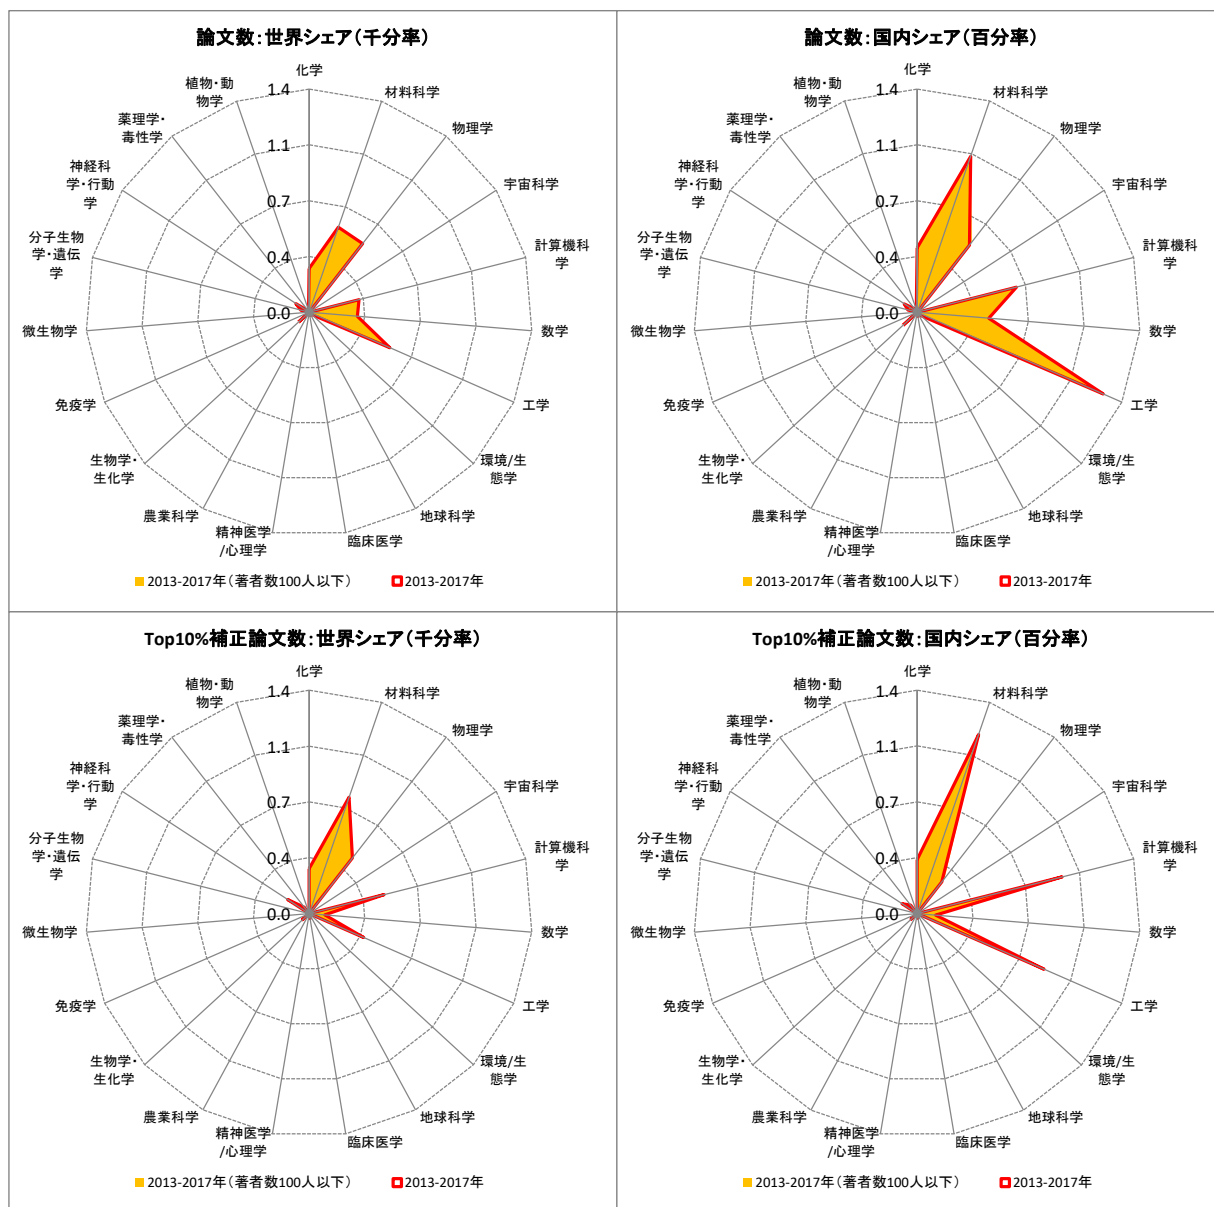 論文数:世界シェア(千分率)
化学
材料科学
物理学
宇宙科学
計算機科
学
数学
工学
環境/生
態学
地球科学
臨床医学
精神医学
/心理学
農業科学
生物学・
生化学
免疫学
微生物学
分子生物
学・遺伝
学
神経科
学・行動
学
薬理学・
毒性学
植物・動
物学
1.4
1.1
0.7
0.4
0.0
2013-2017年(著者数100人以下)
2013-2017年
論文数:国内シェア(百分率)
化学
材料科学
物理学
宇宙科学
計算機科
学
数学
工学
環境/生
態学
地球科学
臨床医学
精神医学
/心理学
農業科学
生物学・
生化学
免疫学
微生物学
分子生物
学・遺伝
学
神経科
学・行動
学
薬理学・
毒性学
植物・動
物学
1.4
1.1
0.7
0.4
0.0
2013-2017年(著者数100人以下)
2013-2017年
Top10%補正論文数:世界シェア(千分率)
化学
材料科学
物理学
宇宙科学
計算機科
学
数学
工学
環境/生
態学
地球科学
臨床医学
精神医学
/心理学
農業科学
生物学・
生化学
免疫学
微生物学
分子生物
学・遺伝
学
神経科
学・行動
学
薬理学・
毒性学
植物・動
物学
1.4
1.1
0.7
0.4
0.0
2013-2017年(著者数100人以下)
2013-2017年
Top10%補正論文数:国内シェア(百分率)
化学
材料科学
物理学
宇宙科学
計算機科
学
数学
工学
環境/生
態学
地球科学
臨床医学
精神医学
/心理学
農業科学
生物学・
生化学
免疫学
微生物学
分子生物
学・遺伝
学
神経科
学・行動
学
薬理学・
毒性学
植物・動
物学
1.4
1.1
0.7
0.4
0.0
2013-2017年(著者数100人以下)
2013-2017年